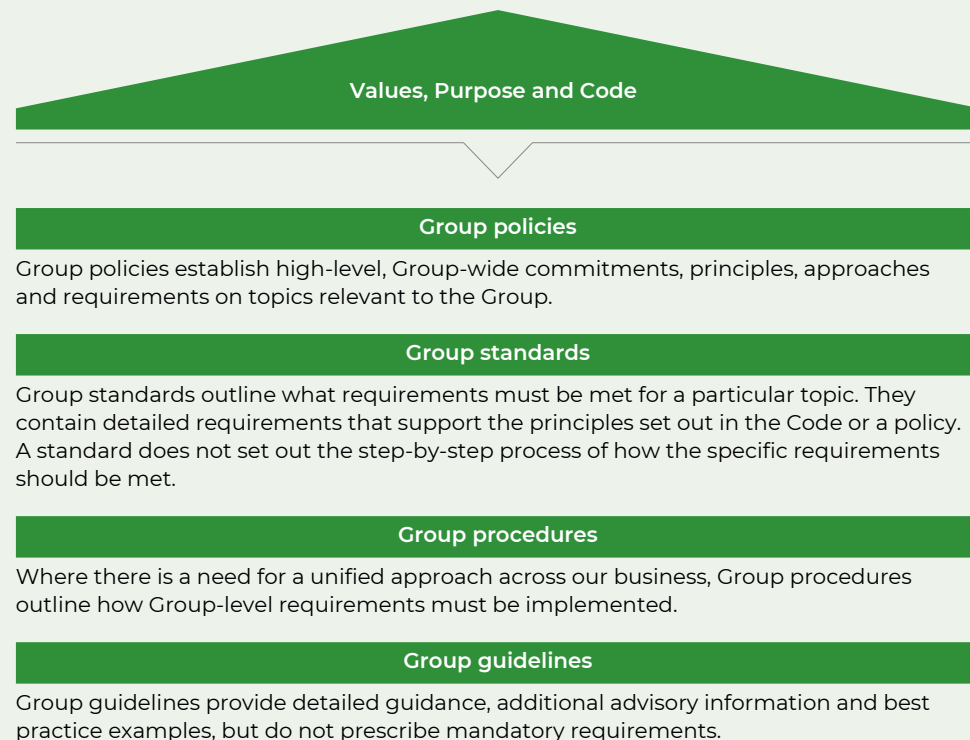 Values, Purpose and Code
Group policies
Group policies establish high-level, Group-wide commitments, principles, approaches
and requirements on topics relevant to the Group.
Group standards
Group standards outline what requirements must be met for a particular topic. They
contain detailed requirements that support the principles set out in the Code or a policy.
A standard does not set out the step-by-step process of how the specific requirements
should be met.
Group procedures
Where there is a need for a unified approach across our business, Group procedures
outline how Group-level requirements must be implemented.
Group guidelines
Group guidelines provide detailed guidance, additional advisory information and best
practice examples, but do not prescribe mandatory requirements.